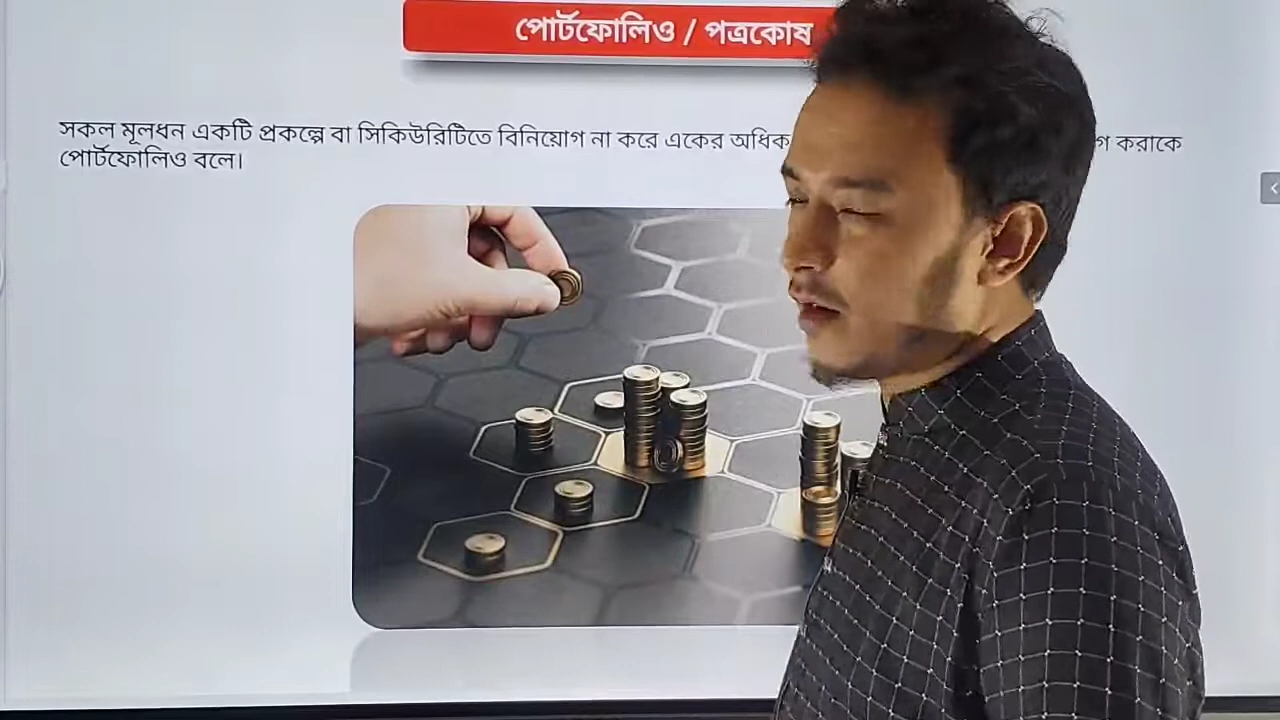 পোর্টফোলিও / পত্রকোষ
সকল মূলধন একটি প্রকল্পে বা সিকিউরিটিতে বিনিয়োগ না করে একের অধিক করাকে
পোর্টফোলিও বলে।